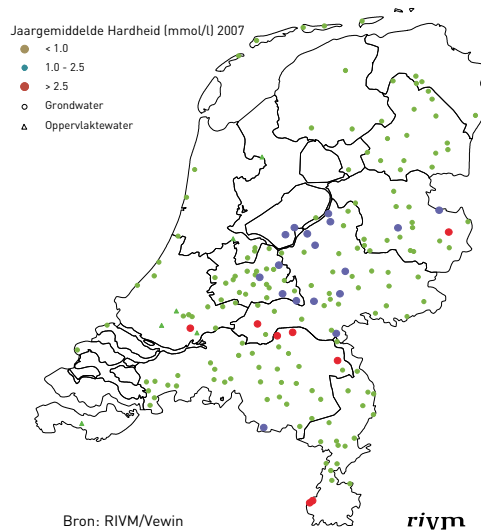 Jaargemiddelde Hardheid (mmol/l) 2007
< 1.0
1.0 - 2.5
> 2.5
Grondwater
Oppervlaktewater
Bron: RIVM/Vewin
rivm